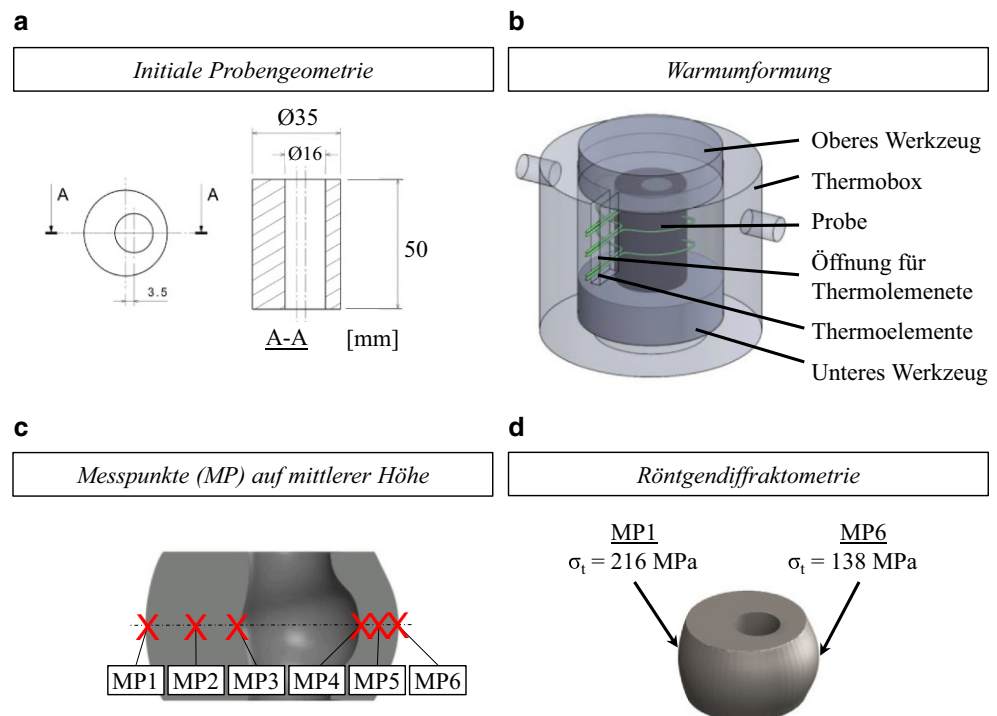 a
Initiale Probengeometrie
Ø35
Ø16
A
A
50
3.5
A-A
[mm]
b
Warmumformung
Oberes Werkzeug
Thermobox
Probe
Öffnung für
Thermolemenete
Thermoelemente
Unteres Werkzeug
c
Messpunkte (MP) auf mittlerer Höhe
MP1
MP2
MP3
MP4
MP5
MP6
d
Röntgendiffraktometrie
MP1
σt = 216 MPa
MP6
σt = 138 MPa